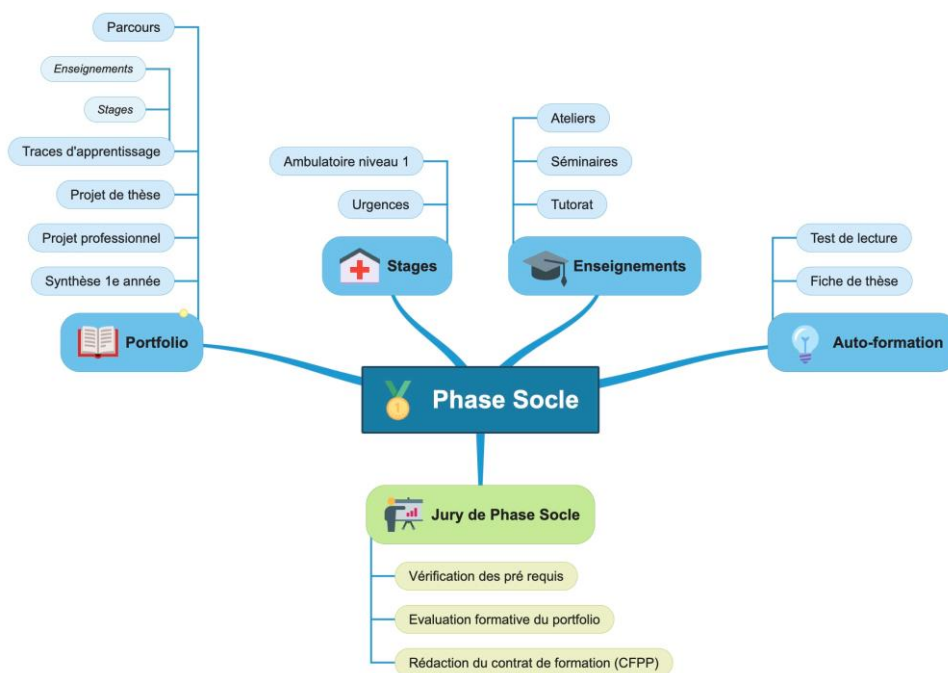 Parcours
Enseignements
Stages
Traces d'apprentissage
Projet de thèse
Projet professionnel
Synthèse 1e année
Portfolio
Ambulatoire niveau 1
Urgences
Stages
Ateliers
Séminaires
Tutorat
Enseignements
Test de lecture
Fiche de thèse
Auto-formation
1
Phase Socle
Jury de Phase Socle
Vérification des pré requis
Evaluation formative du portfolio
Rédaction du contrat de formation (CFPP)